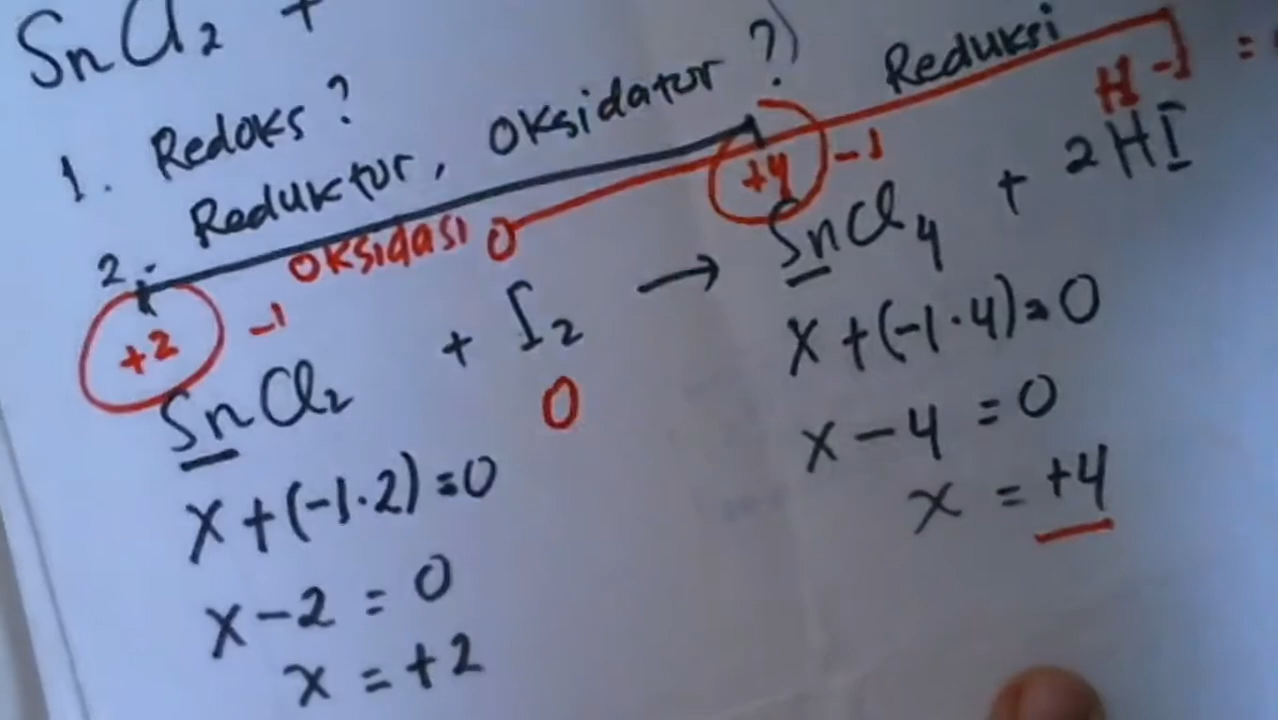 SnCl2 +
1. Redoks?
2. Reduktor, Oksidator?)
Oksidasi 0 Reduksi
+2 -1 +4 -1 +1 -1 =
SnCl2 + I2 → SnCl4 + 2HI
0
x+(-1.2)=0 x+(-1.4)=0
x-2=0 x-4=0
x=+2 x=+4